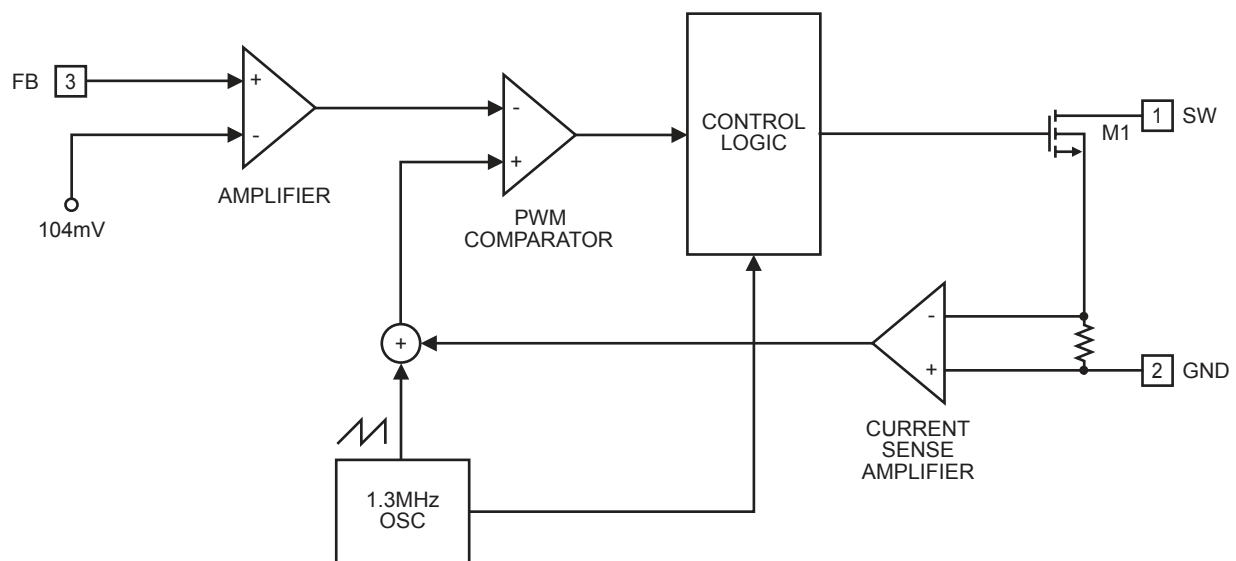 FB 3
+
-
104mV
AMPLIFIER
-
+
PWM
COMPARATOR
CONTROL
LOGIC
M1
1 SW
+
-
+
2 GND
CURRENT
SENSE
AMPLIFIER
1.3MHz
OSC